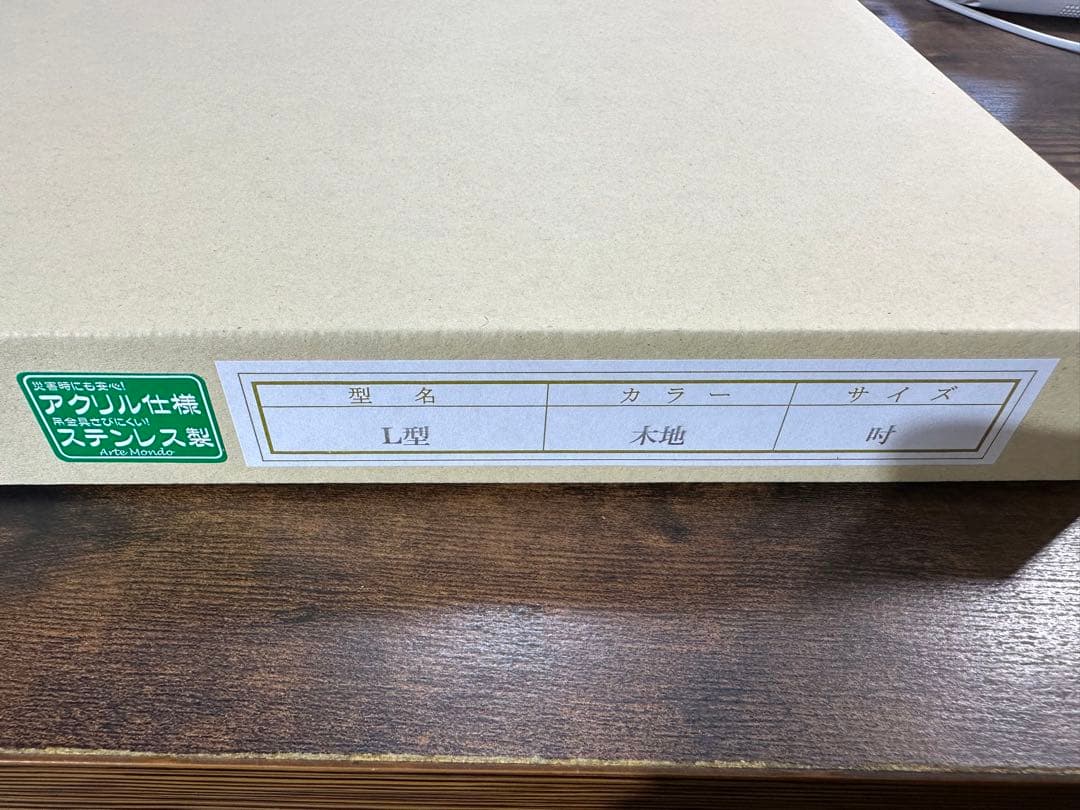 災害時にも安心!
アクリル仕様
吊金具さびにくい!
ステンレス製
Arte Mondo
型名 カラー サイズ
L型 木地 吋